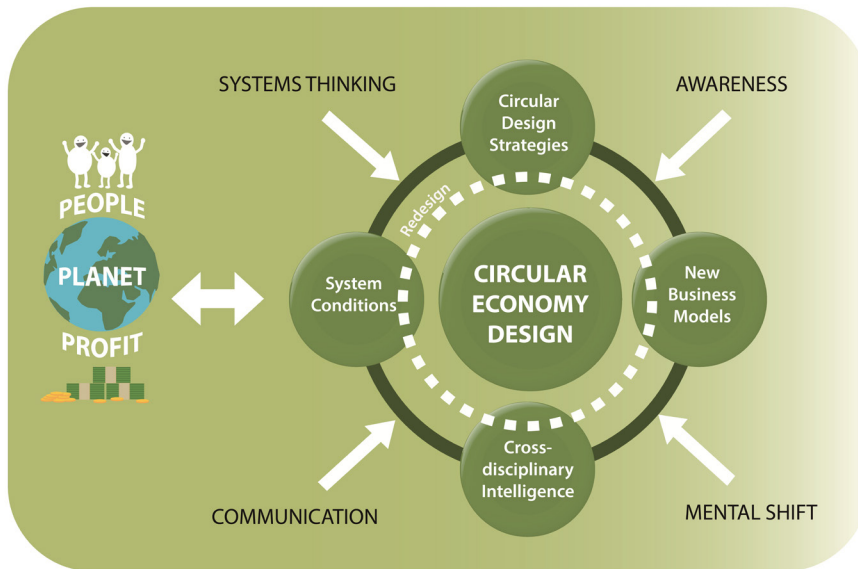 SYSTEMS THINKING
AWARENESS
Circular
Design
Strategies
PEOPLE
PLANET
PROFIT
Redesign
System
Conditions
CIRCULAR
ECONOMY
DESIGN
New
Business
Models
Cross-
disciplinary
Intelligence
COMMUNICATION
MENTAL SHIFT